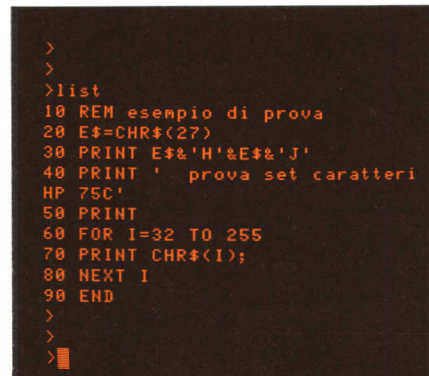 >
>
>list
10 REM esempio di prova
20 E$=CHR$(27)
30 PRINT E$&'H'&E$&'J'
40 PRINT '  prova set caratteri
HP 75C'
50 PRINT
60 FOR I=32 TO 255
70 PRINT CHR$(I);
80 NEXT I
90 END
>
>
>